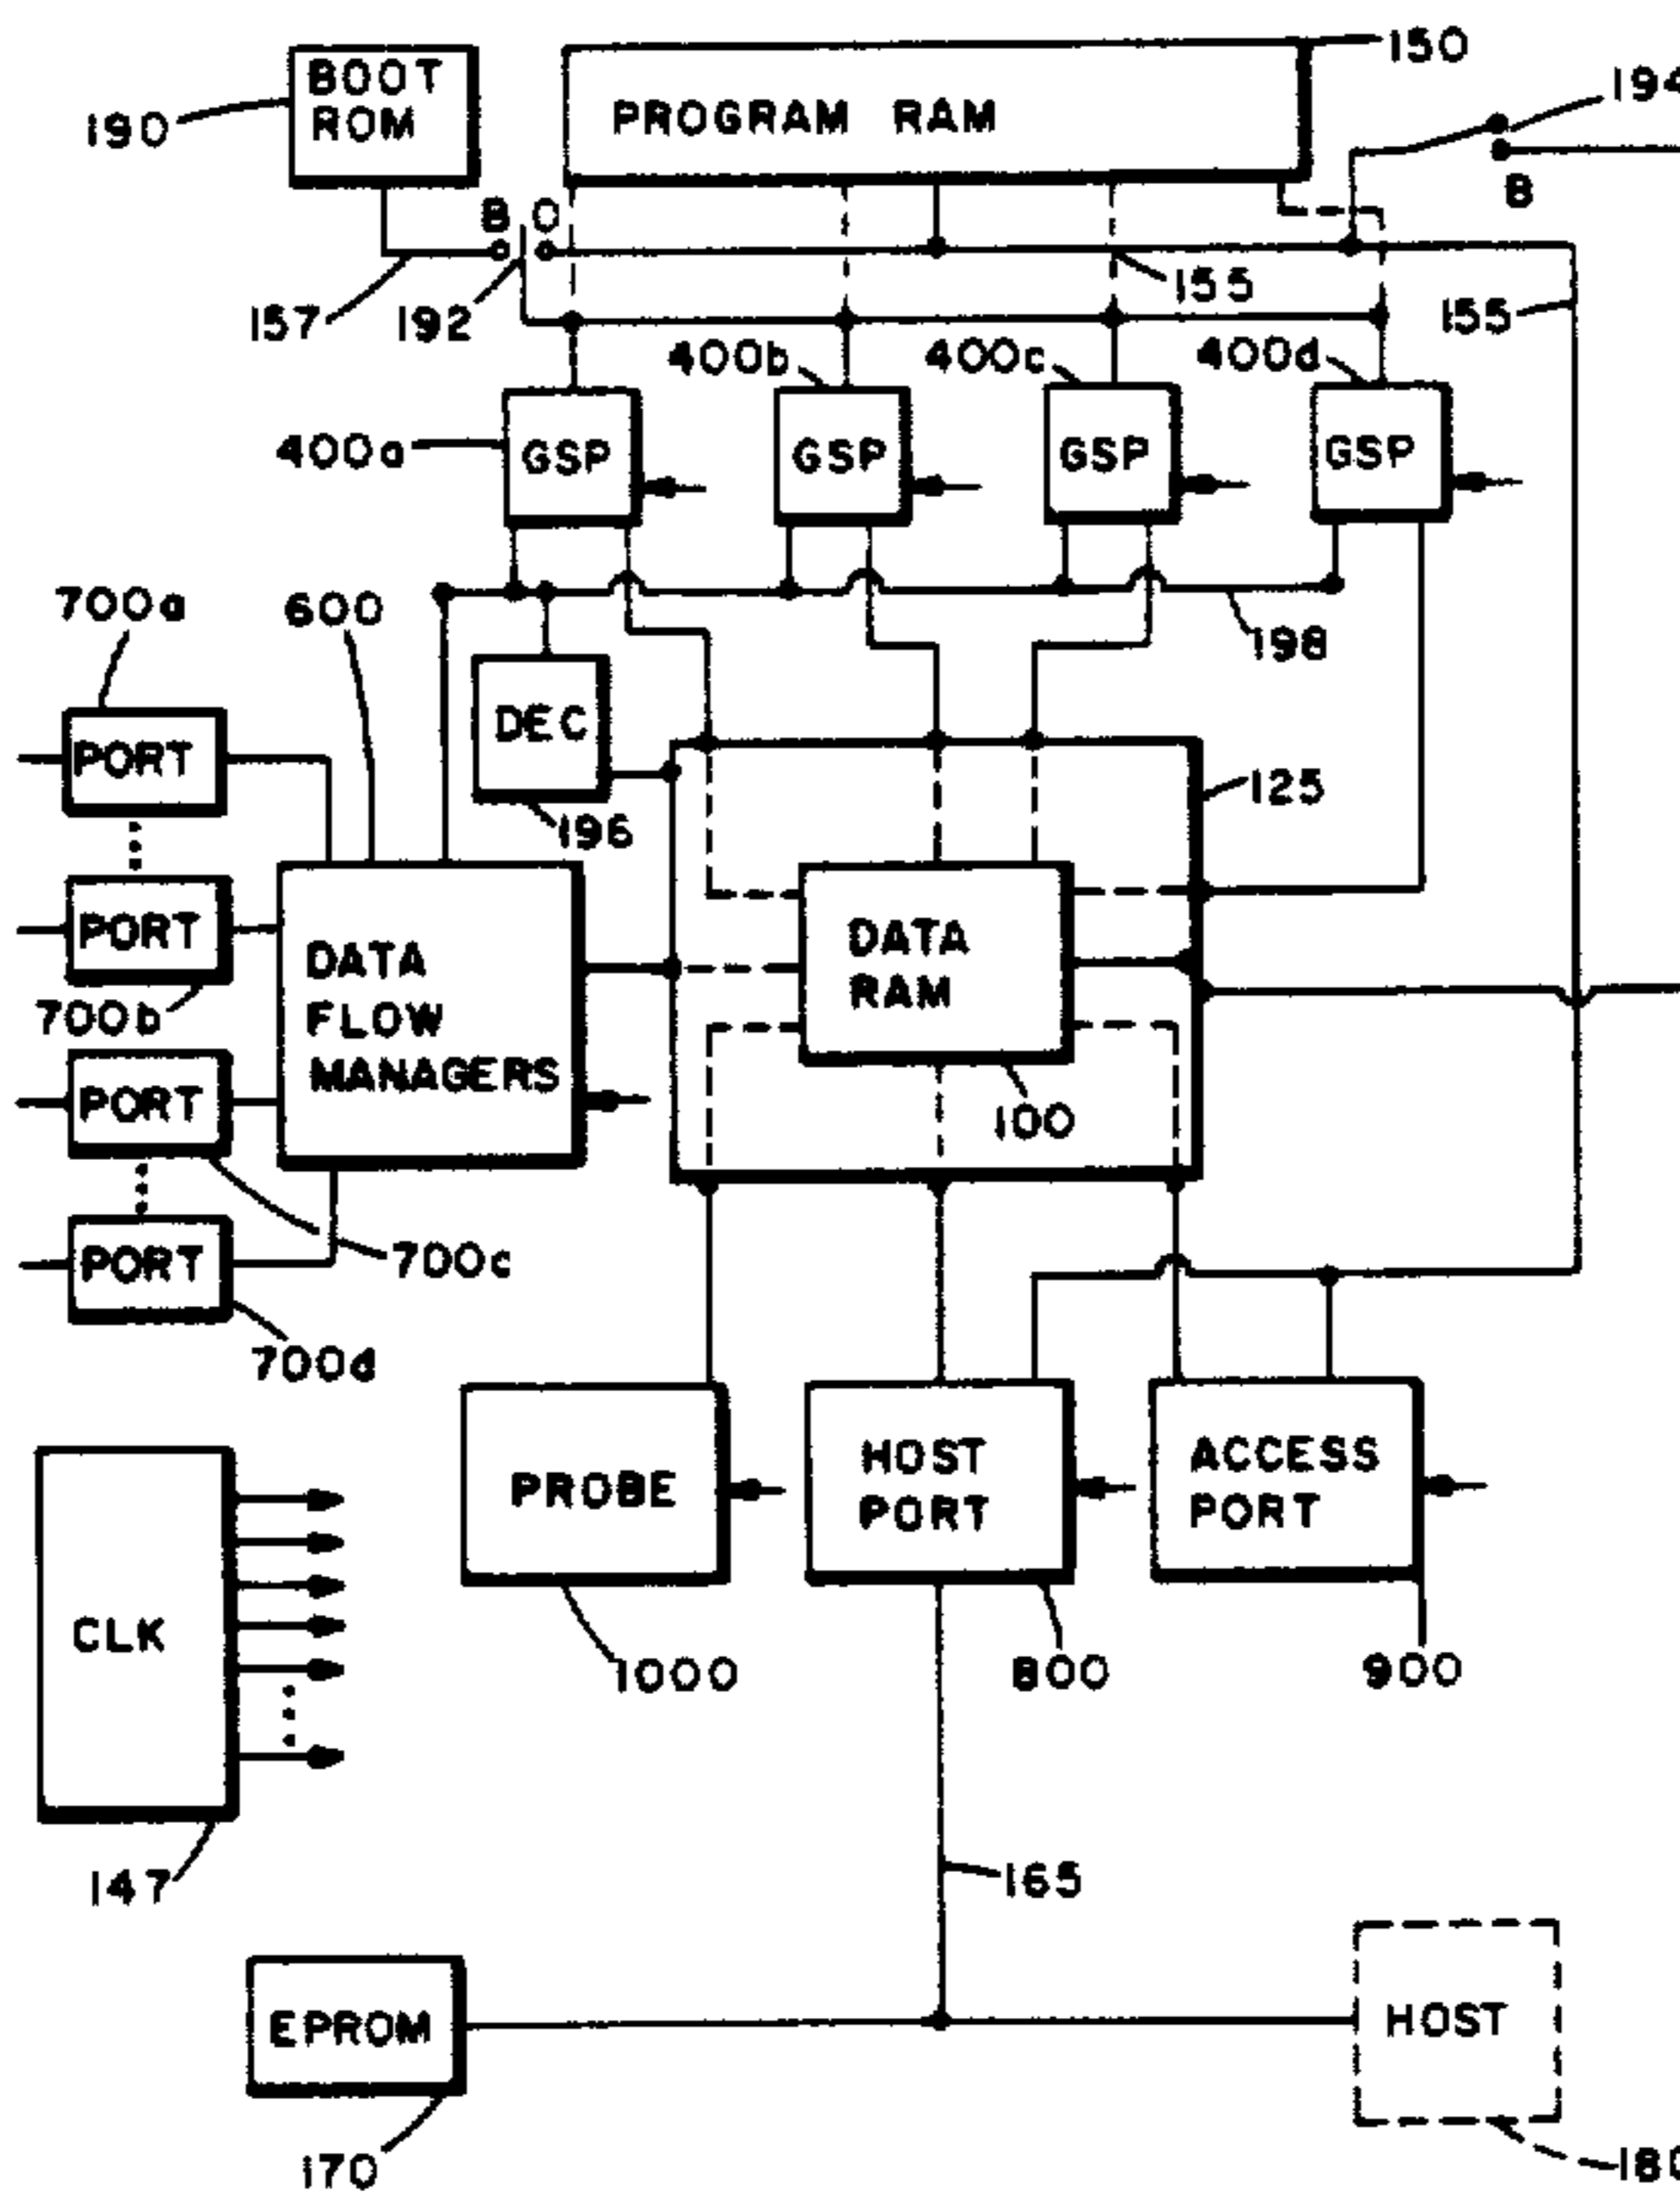 150
194
BOOT
ROM
PROGRAM RAM
190
B O
B
157
192
155
155
400b
400c
400d
400a
GSP
GSP
GSP
GSP
700a
600
198
DEC
PORT
125
196
PORT
DATA
FLOW
MANAGERS
DATA
RAM
700b
PORT
100
PORT
700c
700d
PROBE
HOST
PORT
ACCESS
PORT
CLK
1000
800
900
147
165
EPROM
HOST
170
180